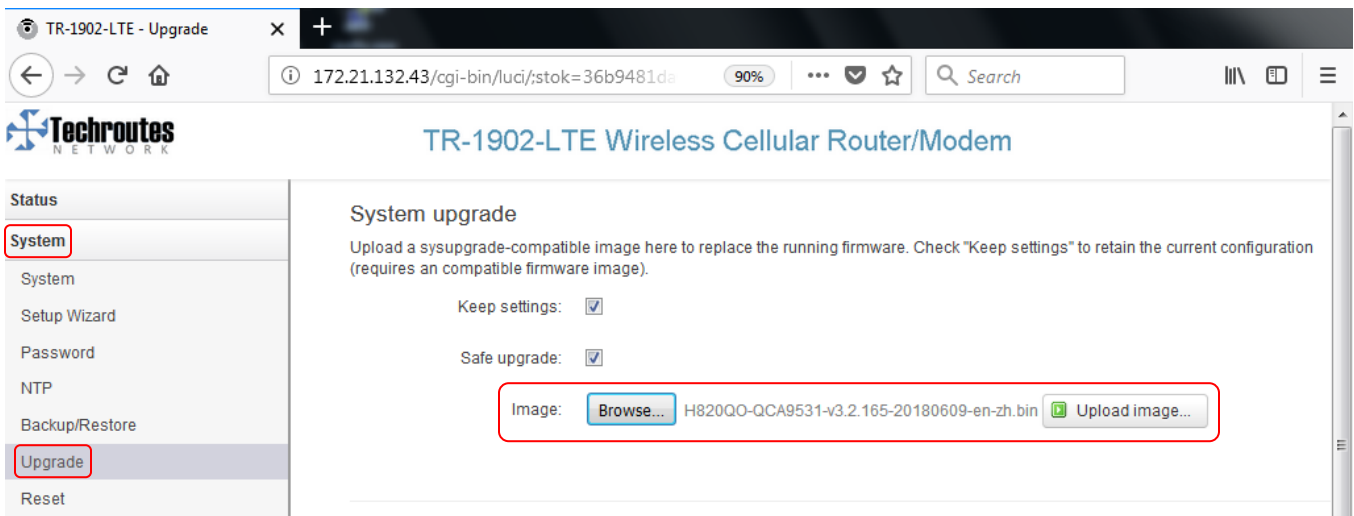 TR-1902-LTE - Upgrade
172.21.132.43/cgi-bin/luci/;stok=36b9481da
90%
Search
Techroutes
NETWORK
TR-1902-LTE Wireless Cellular Router/Modem
Status
System
System
Setup Wizard
Password
NTP
Backup/Restore
Upgrade
Reset
System upgrade
Upload a sysupgrade-compatible image here to replace the running firmware. Check "Keep settings" to retain the current configuration
(requires an compatible firmware image).
Keep settings:
Safe upgrade:
Image: Browse... H820QO-QCA9531-v3.2.165-20180609-en-zh.bin Upload image...